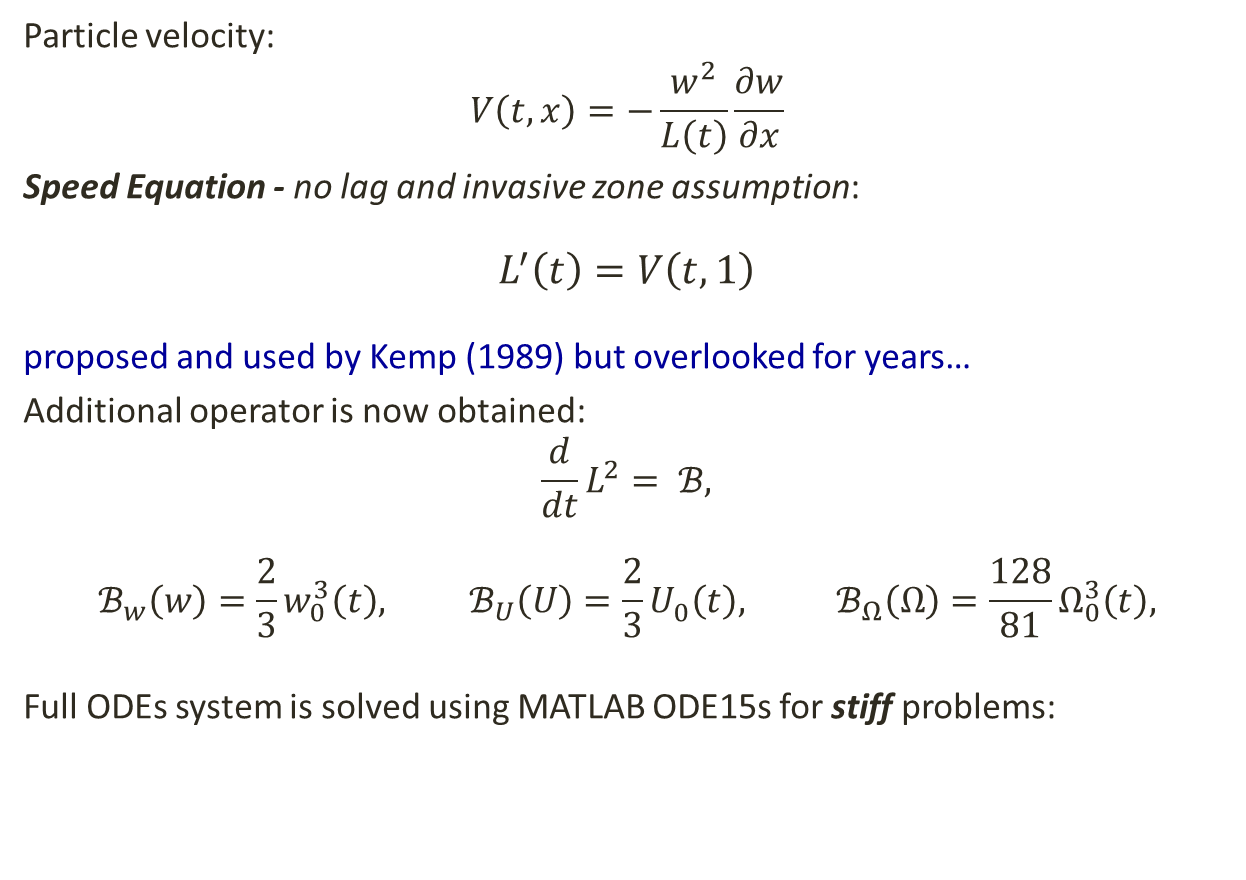 Particle velocity:
V(t, x) = − w² / L(t) ∂w / ∂x
Speed Equation - no lag and invasive zone assumption:
L′(t) = V(t, 1)
proposed and used by Kemp (1989) but overlooked for years…
Additional operator is now obtained:
d / dt L² = ℬ,
ℬ_w(w) = 2/3 w₀³(t), ℬ_U(U) = 2/3 U₀(t), ℬ_Ω(Ω) = 128/81 Ω₀³(t),
Full ODEs system is solved using MATLAB ODE15s for stiff problems: